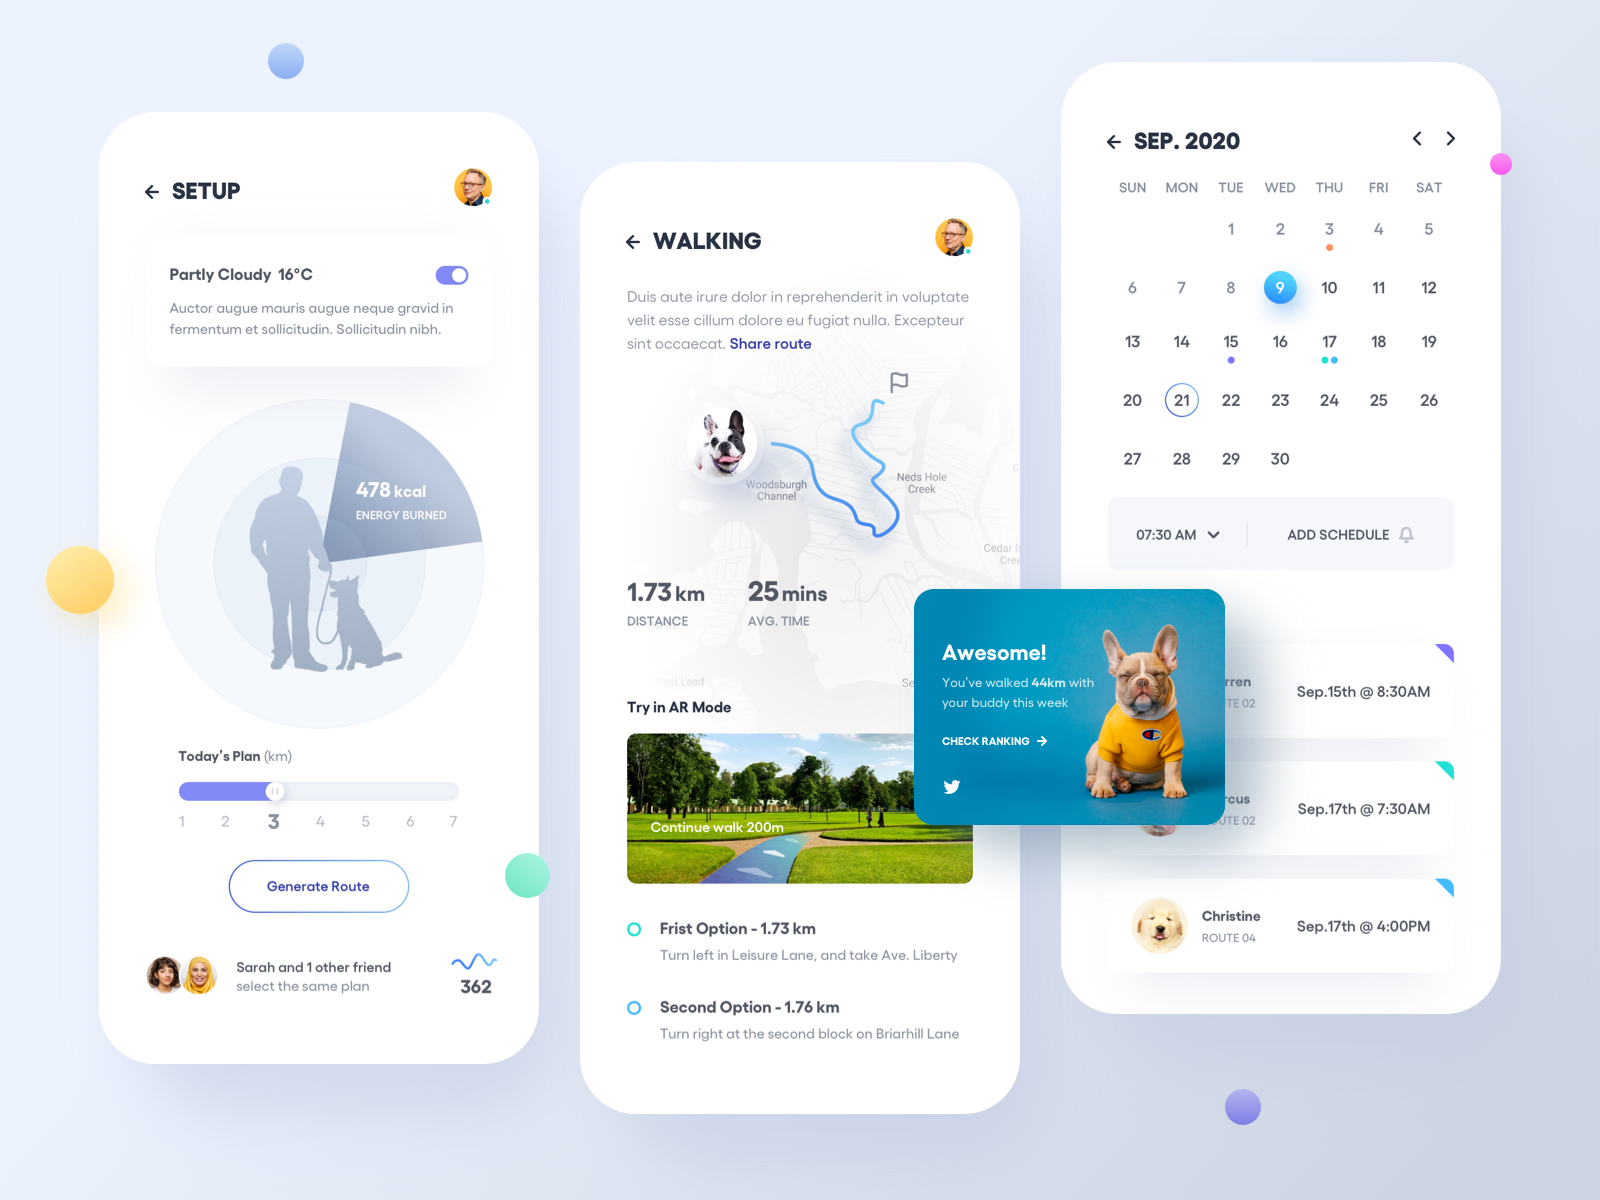 SETUP
Partly Cloudy 16°C
Auctor augue mauris augue neque gravid in
fermentum et sollicitudin. Sollicitudin nibh.
478 kcal
ENERGY BURNED
Today's Plan (km)
1 2 3 4 5 6 7
Generate Route
Sarah and 1 other friend
select the same plan
362
WALKING
Duis aute irure dolor in reprehenderit in voluptate
velit esse cillum dolore eu fugiat nulla. Excepteur
sint occaecat. Share route
Woodsburgh
Channel
Neds Hole
Creek
Cedar Is
Cree
1.73 km
DISTANCE
25 mins
AVG. TIME
Post Lead
Se
Try in AR Mode
Continue walk 200m
Frist Option - 1.73 km
Turn left in Leisure Lane, and take Ave. Liberty
Second Option - 1.76 km
Turn right at the second block on Briarhill Lane
Awesome!
You've walked 44km with
your buddy this week
CHECK RANKING
SEP. 2020
SUN MON TUE WED THU FRI SAT
1 2 3 4 5
6 7 8 9 10 11 12
13 14 15 16 17 18 19
20 21 22 23 24 25 26
27 28 29 30
07:30 AM
ADD SCHEDULE
rren
TE 02
Sep.15th @ 8:30AM
rcus
UTE 02
Sep.17th @ 7:30AM
Christine
ROUTE 04
Sep.17th @ 4:00PM